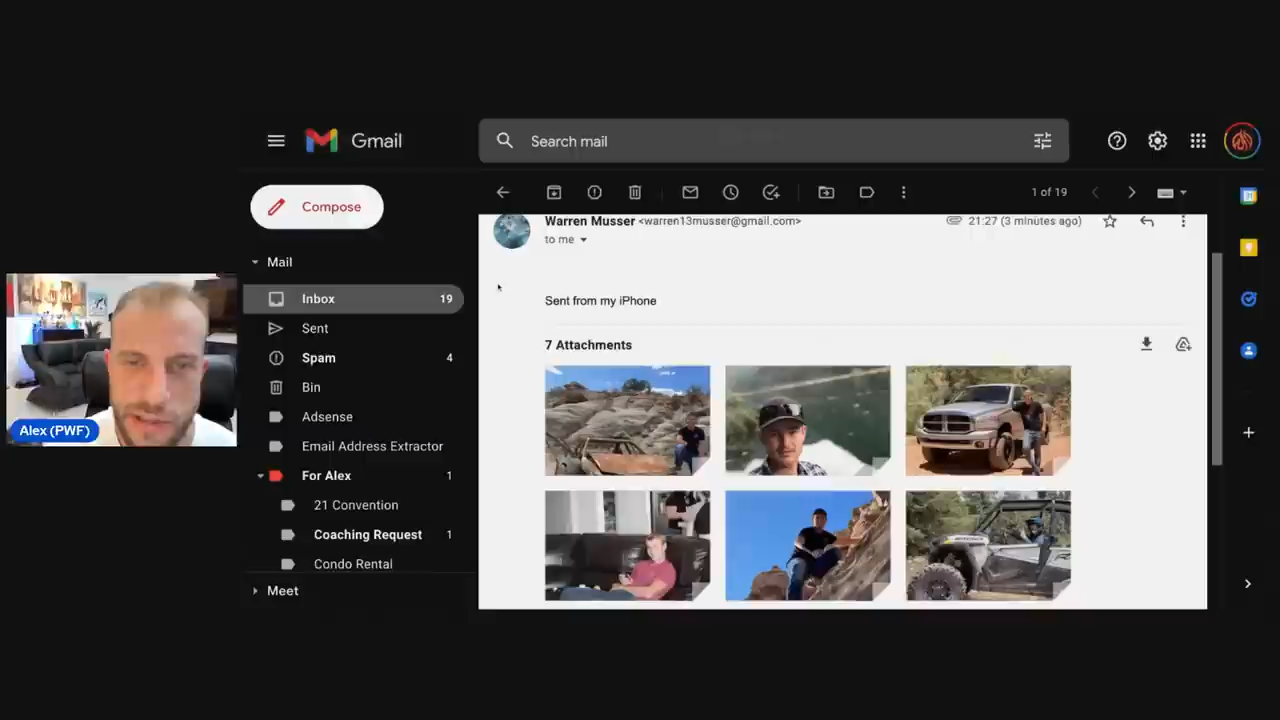 Gmail
Search mail
Compose
1 of 19
Warren Musser <warren13musser@gmail.com>
21:27 (3 minutes ago)
to me
Mail
Inbox 19
Sent from my iPhone
Sent
7 Attachments
Spam 4
Bin
Adsense
Alex (PWF)
Email Address Extractor
For Alex 1
21 Convention
Coaching Request 1
Condo Rental
Meet